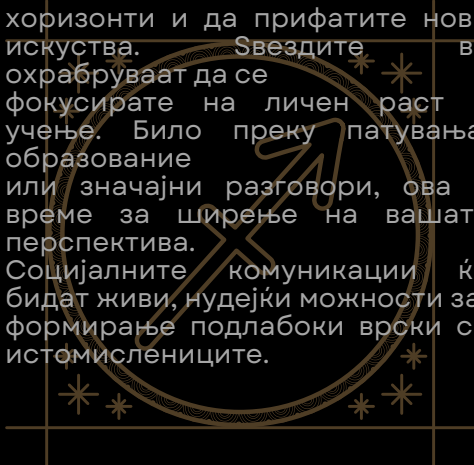 хоризонти и да прифатите нов
искуства. Ѕвездите в
охрабруваат да се
фокусирате на личен раст
учење. Било преку патувања
образование
или значајни разговори, ова
време за ширење на вашат
перспектива.
Социјалните комуникации ќ
бидат живи, нудејќи можности за
формирање подлабоки врски с
истомислениците.